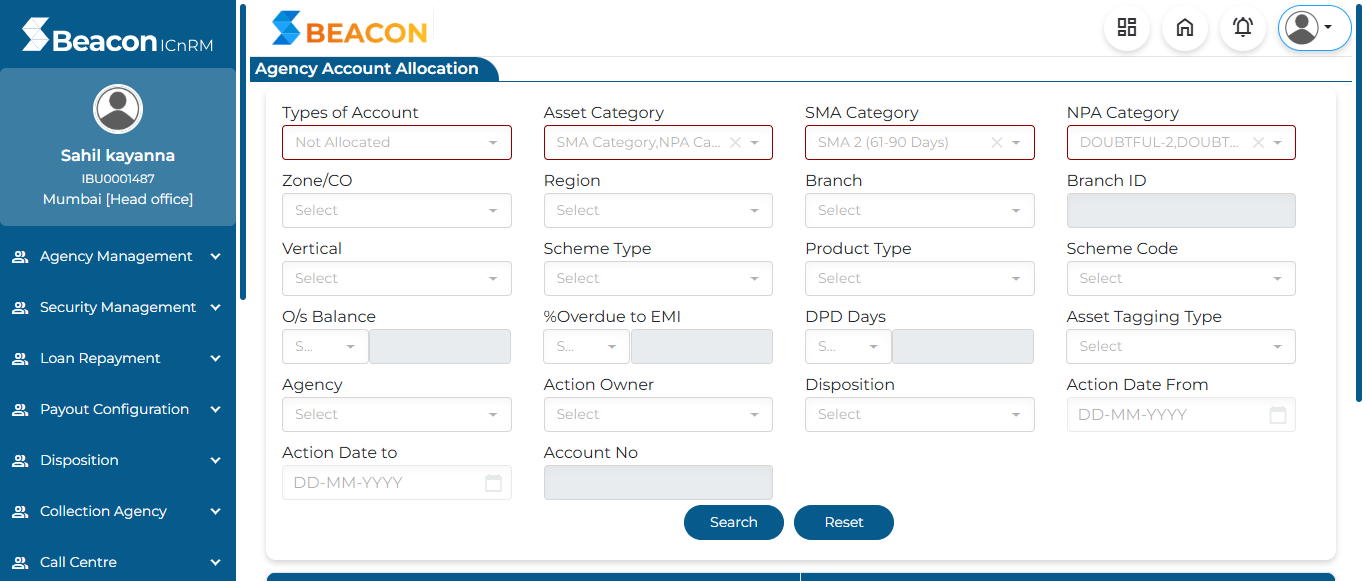 Beacon ICnRM
Sahil kayanna
IBU0001487
Mumbai [Head office]
Agency Management
Security Management
Loan Repayment
Payout Configuration
Disposition
Collection Agency
Call Centre
BEACON
Agency Account Allocation
Types of Account Asset Category SMA Category NPA Category
Not Allocated SMA Category,NPA Ca... SMA 2 (61-90 Days) DOUBTFUL-2,DOUBT...
Zone/CO Region Branch Branch ID
Select Select Select
Vertical Scheme Type Product Type Scheme Code
Select Select Select Select
O/s Balance %Overdue to EMI DPD Days Asset Tagging Type
S... S... S... Select
Agency Action Owner Disposition Action Date From
Select Select Select DD-MM-YYYY
Action Date to Account No
DD-MM-YYYY
Search Reset